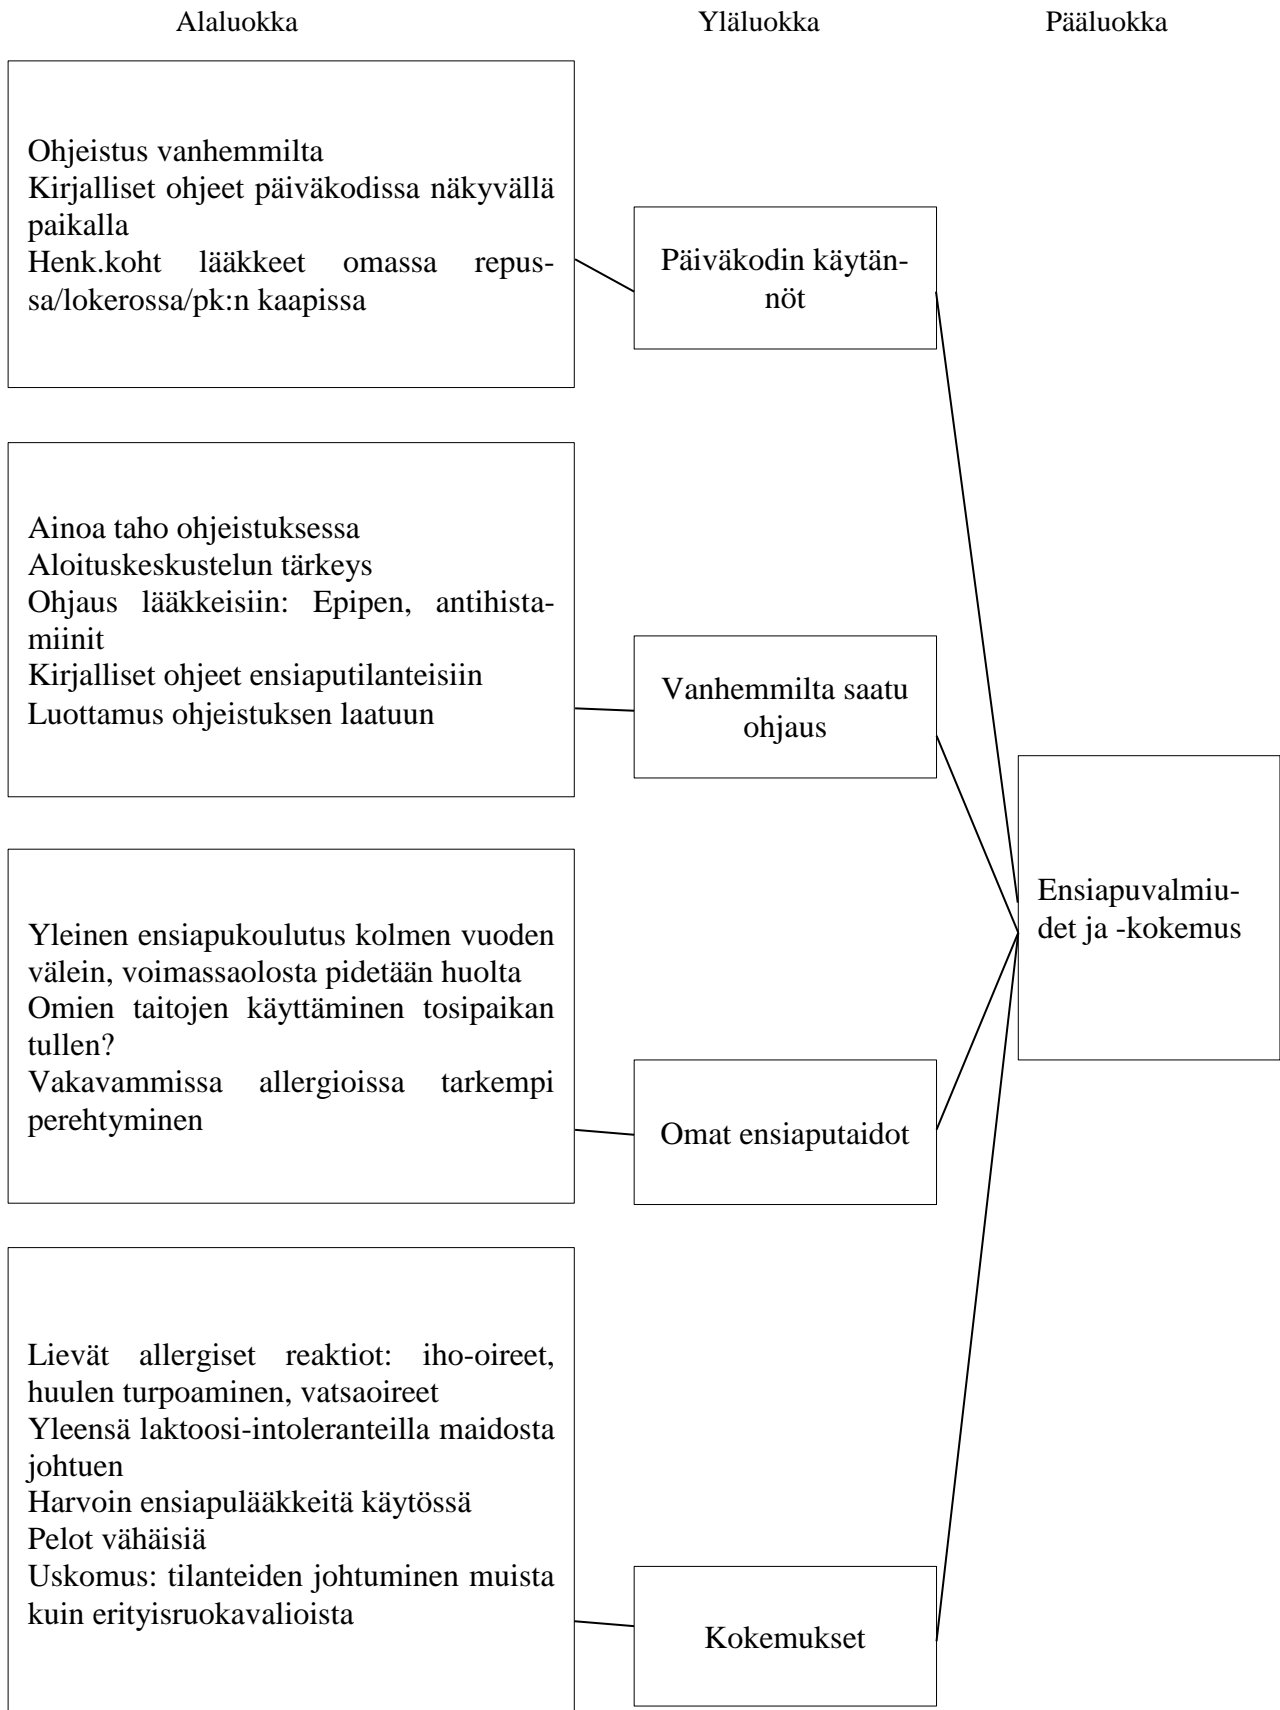 Alaluokka
Yläluokka
Pääluokka
Ohjeistus vanhemmilta
Kirjalliset ohjeet päiväkodissa näkyvällä
paikalla
Henk.koht lääkkeet omassa repus-
sa/lokerossa/pk:n kaapissa
Päiväkodin käytän-
nöt
Ainoa taho ohjeistuksessa
Aloituskeskustelun tärkeys
Ohjaus lääkkeisiin: Epipen, antihista-
miinit
Kirjalliset ohjeet ensiaputilanteisiin
Luottamus ohjeistuksen laatuun
Vanhemmilta saatu
ohjaus
Yleinen ensiapukoulutus kolmen vuoden
välein, voimassaolosta pidetään huolta
Omien taitojen käyttäminen tosipaikan
tullen?
Vakavammissa allergioissa tarkempi
perehtyminen
Omat ensiaputaidot
Ensiapuvalmiu-
det ja -kokemus
Lievät allergiset reaktiot: iho-oireet,
huulen turpoaminen, vatsaoireet
Yleensä laktoosi-intoleranteilla maidosta
johtuen
Harvoin ensiapulääkkeitä käytössä
Pelot vähäisiä
Uskomus: tilanteiden johtuminen muista
kuin erityisruokavalioista
Kokemukset